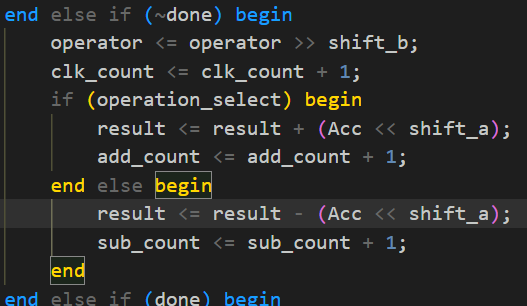 end else if (~done) begin
operator <= operator >> shift_b;
clk_count <= clk_count + 1;
if (operation_select) begin
result <= result + (Acc << shift_a);
add_count <= add_count + 1;
end else begin
result <= result - (Acc << shift_a);
sub_count <= sub_count + 1;
end
end else if (done) begin